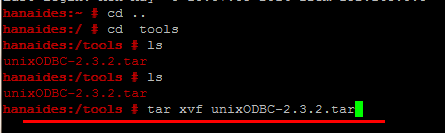 hanaides:~ # cd ..
hanaides:/ # cd  tools
hanaides:/tools # ls
unixODBC-2.3.2.tar
hanaides:/tools # ls
unixODBC-2.3.2.tar
hanaides:/tools # tar xvf unixODBC-2.3.2.tar